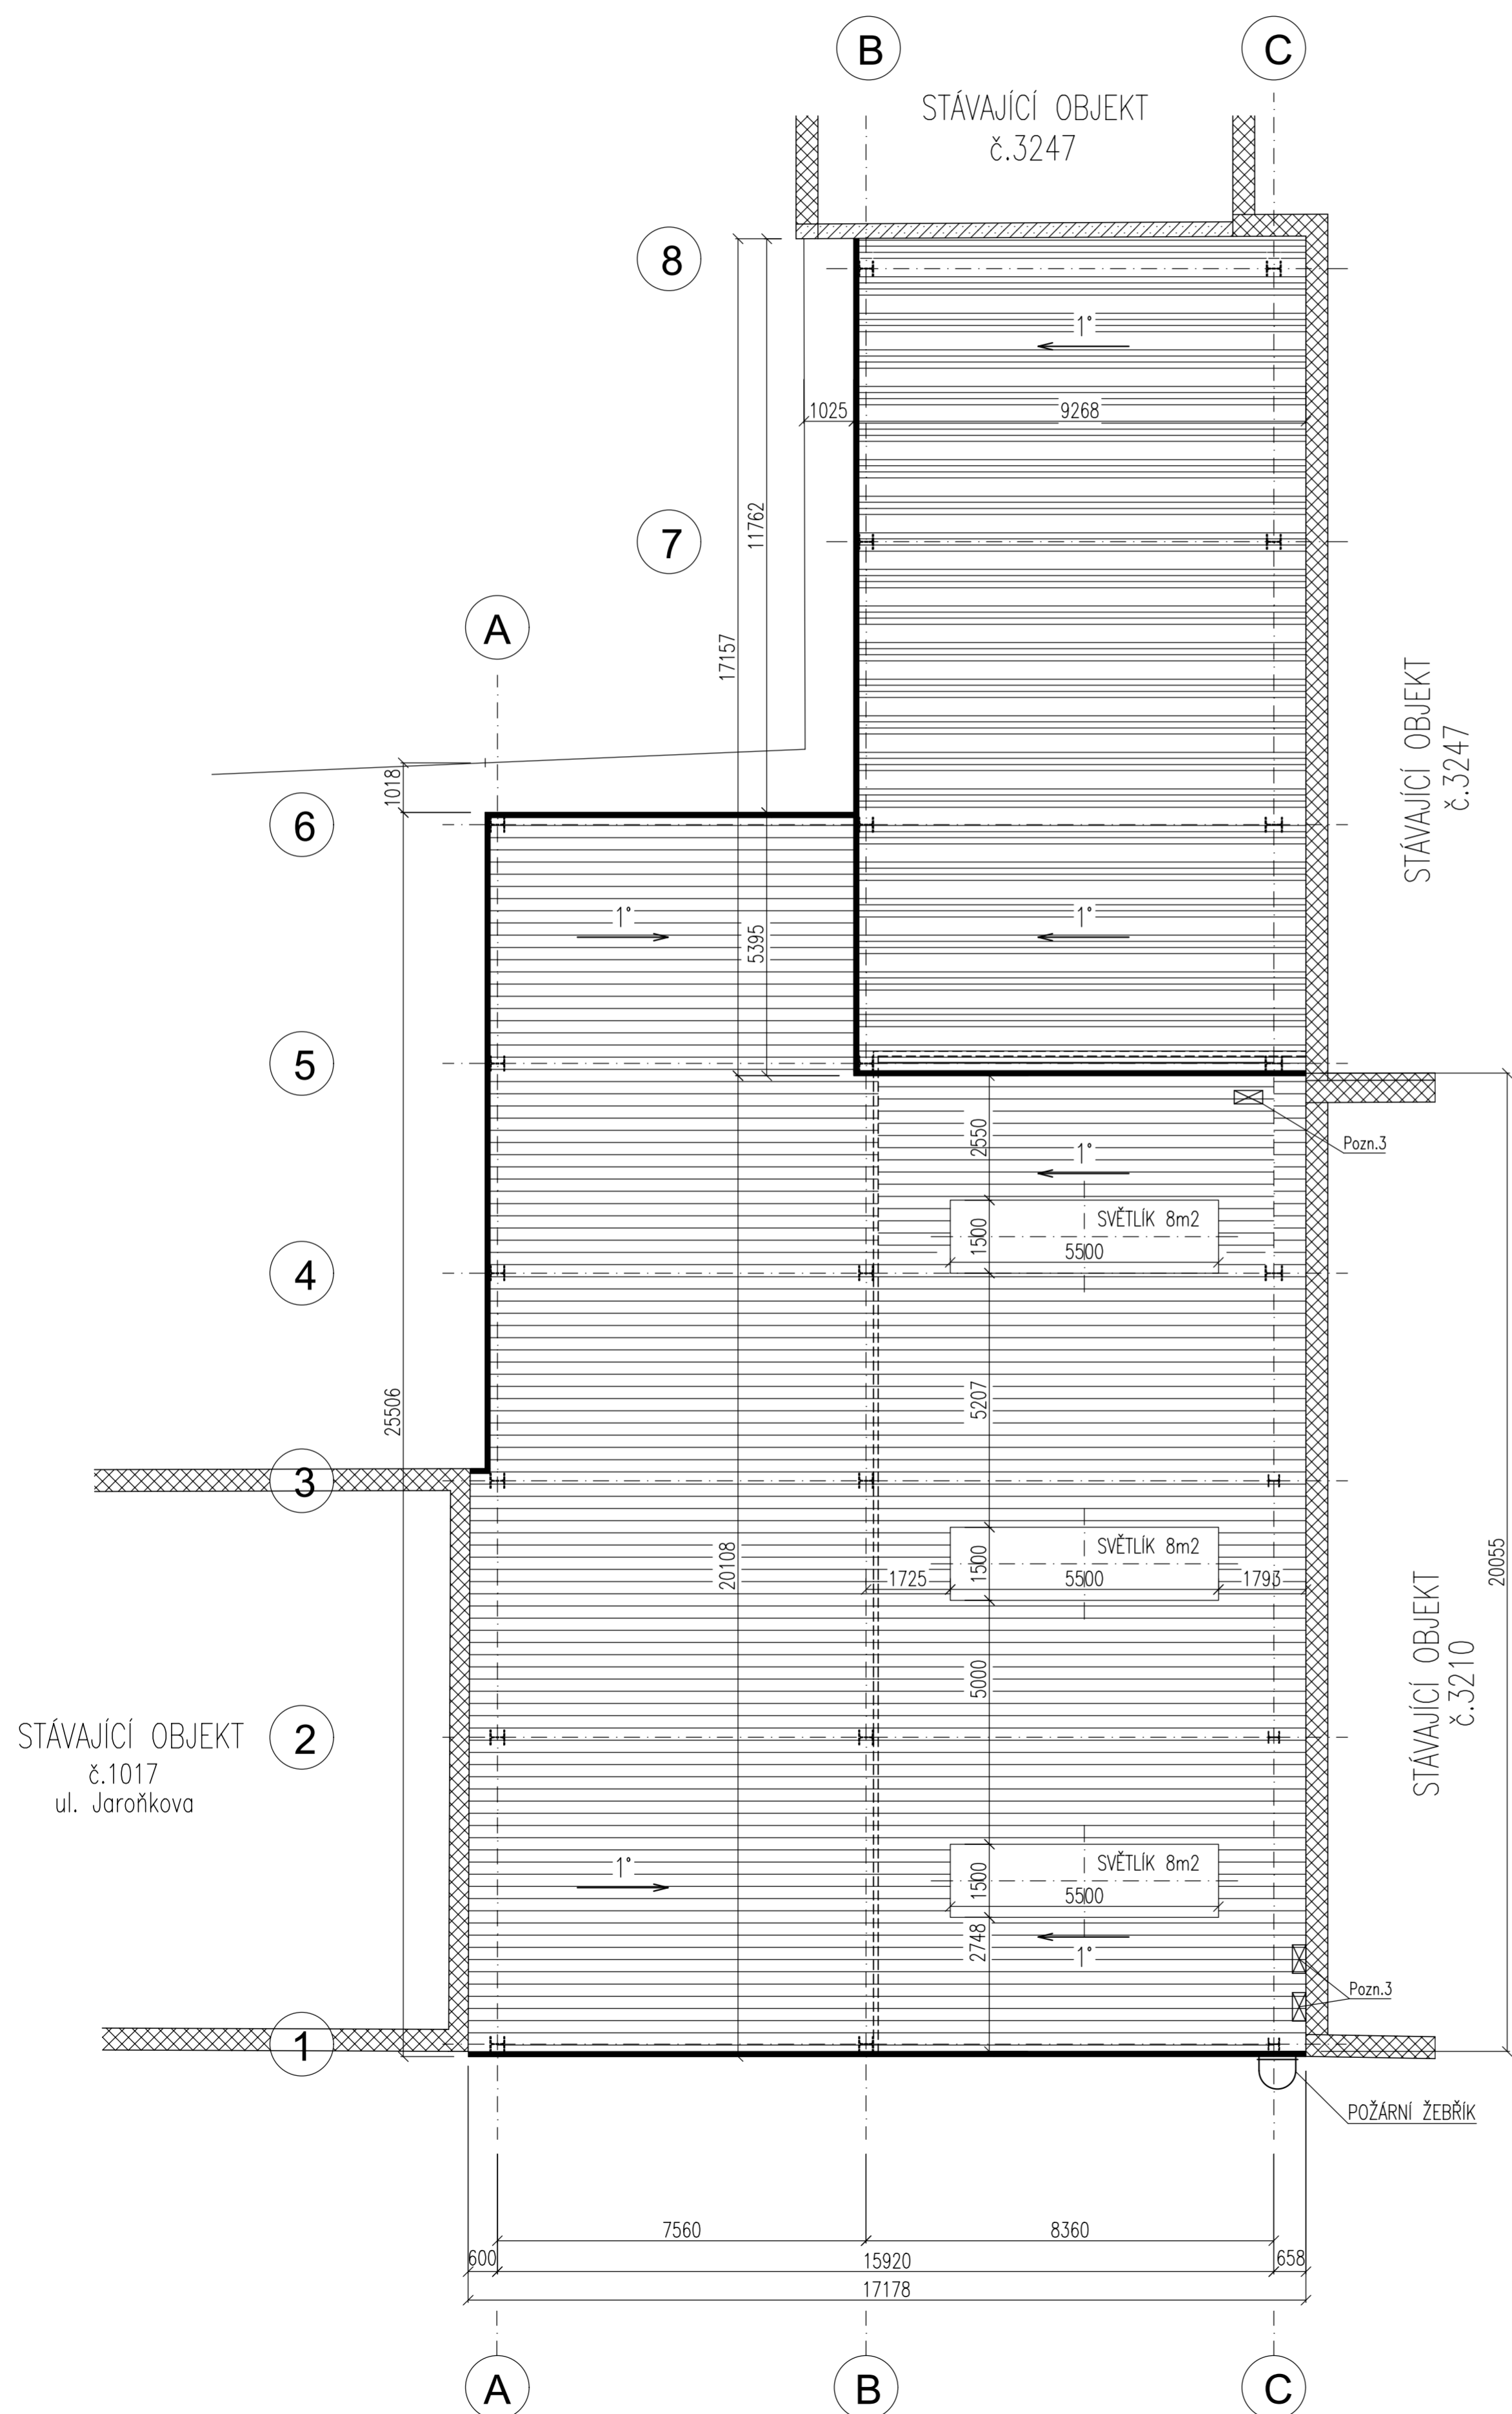 B
C
STÁVAJÍCÍ OBJEKT
č.3247
8
1°
1025
9268
11762
7
A
17157
STÁVAJÍCÍ OBJEKT
č.3247
1018
6
1°
1°
5395
5
2550
Pozn.3
1°
SVĚTLÍK 8m2
1500
5500
4
25506
5207
3
SVĚTLÍK 8m2
1500
20108
20055
1725
5500
1793
STÁVAJÍCÍ OBJEKT
č.3210
5000
STÁVAJÍCÍ OBJEKT
č.1017
ul. Jaroňkova
2
1°
SVĚTLÍK 8m2
1500
5500
2748
1°
Pozn.3
1
POŽÁRNÍ ŽEBŘÍK
7560
8360
600
15920
658
17178
A
B
C